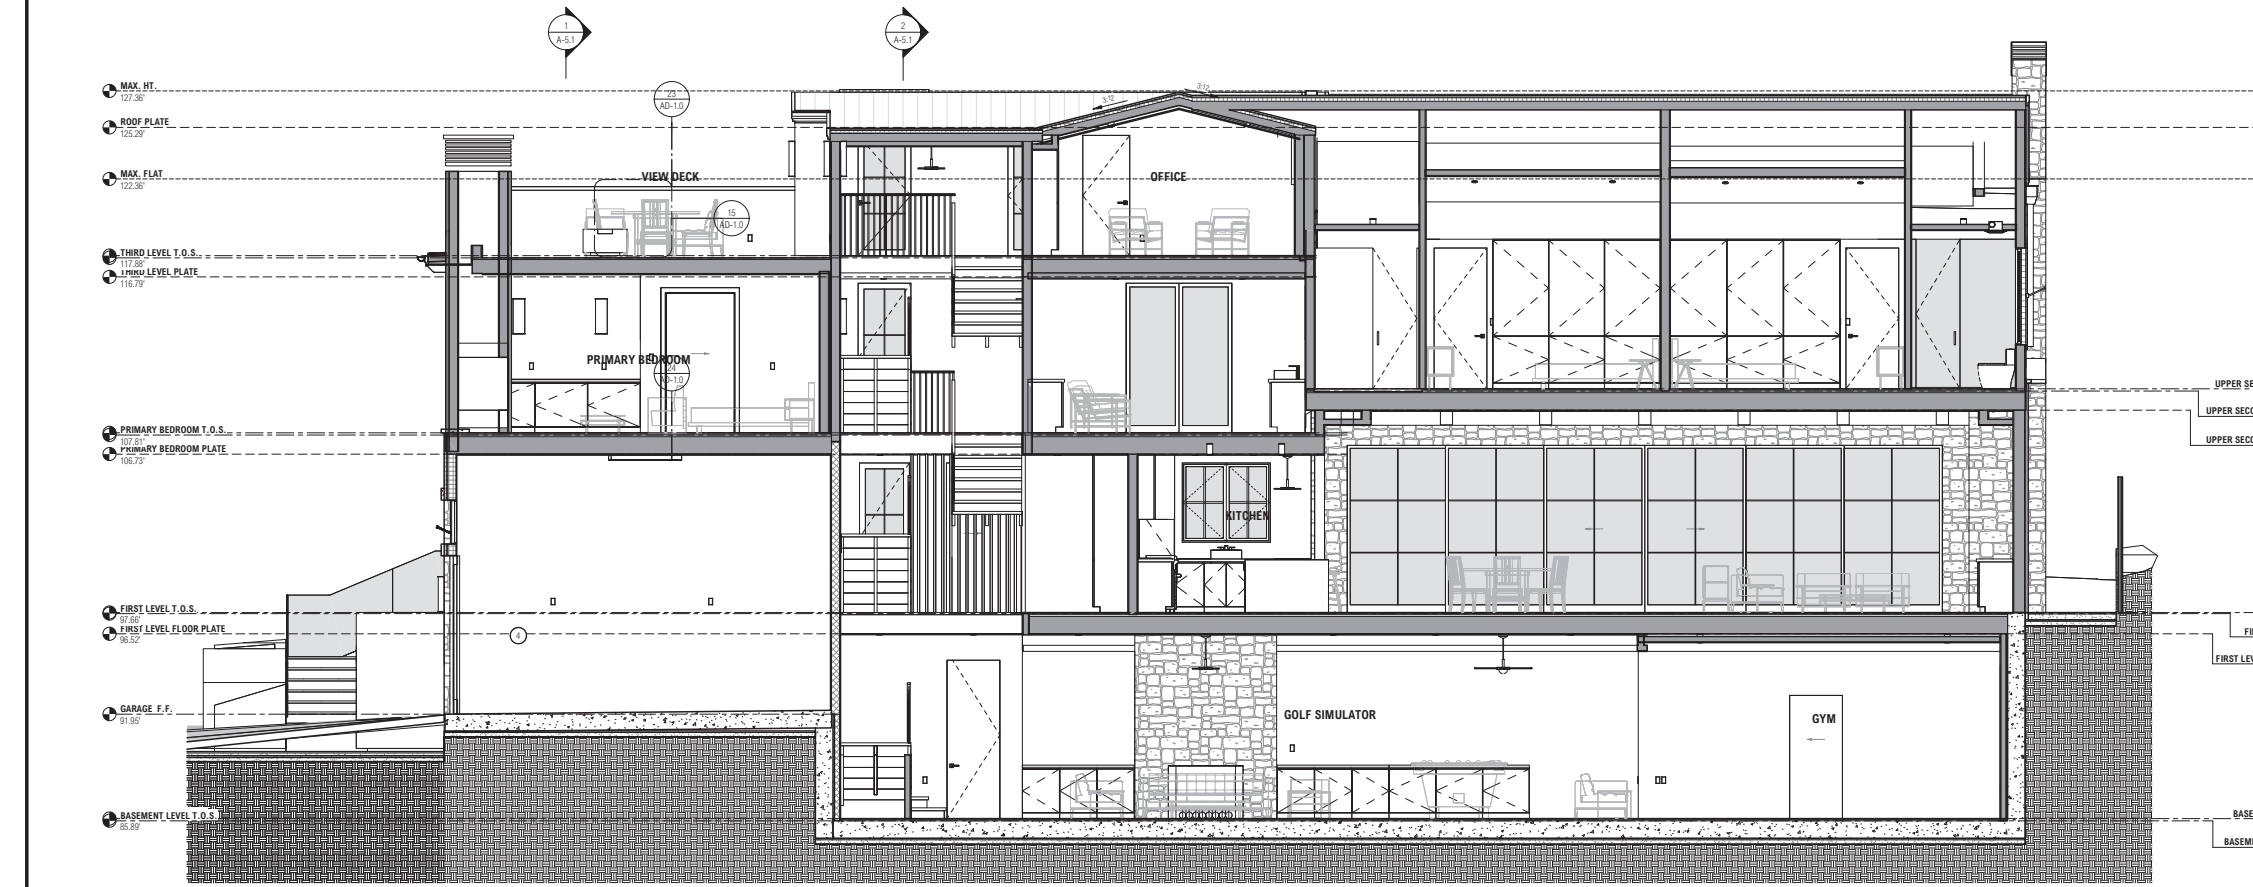 1
A-5.1
2
A-5.1
MAX. HT.
127.36'
23
AD-1.0
3:12
3:12
ROOF PLATE
125.29'
MAX. FLAT
122.36'
VIEW DECK
OFFICE
15
AD-1.0
THIRD LEVEL T.O.S.
117.88'
THIRD LEVEL PLATE
116.79'
PRIMARY BEDROOM
24
AD-1.0
UPPER SE
UPPER SECO
PRIMARY BEDROOM T.O.S.
107.81'
UPPER SECO
PRIMARY BEDROOM PLATE
106.73'
KITCHEN
FIRST LEVEL T.O.S.
97.66'
FIRST LEVEL FLOOR PLATE
96.52'
4
FI
FIRST LEV
GARAGE F.F.
91.95'
GOLF SIMULATOR
GYM
BASEMENT LEVEL T.O.S.
85.89'
BASE
BASEM